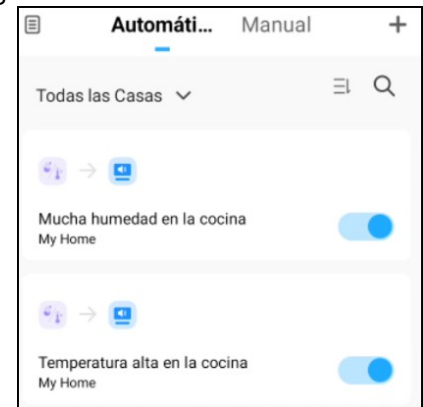 Automáti... Manual
Todas las Casas
Mucha humedad en la cocina
My Home
Temperatura alta en la cocina
My Home